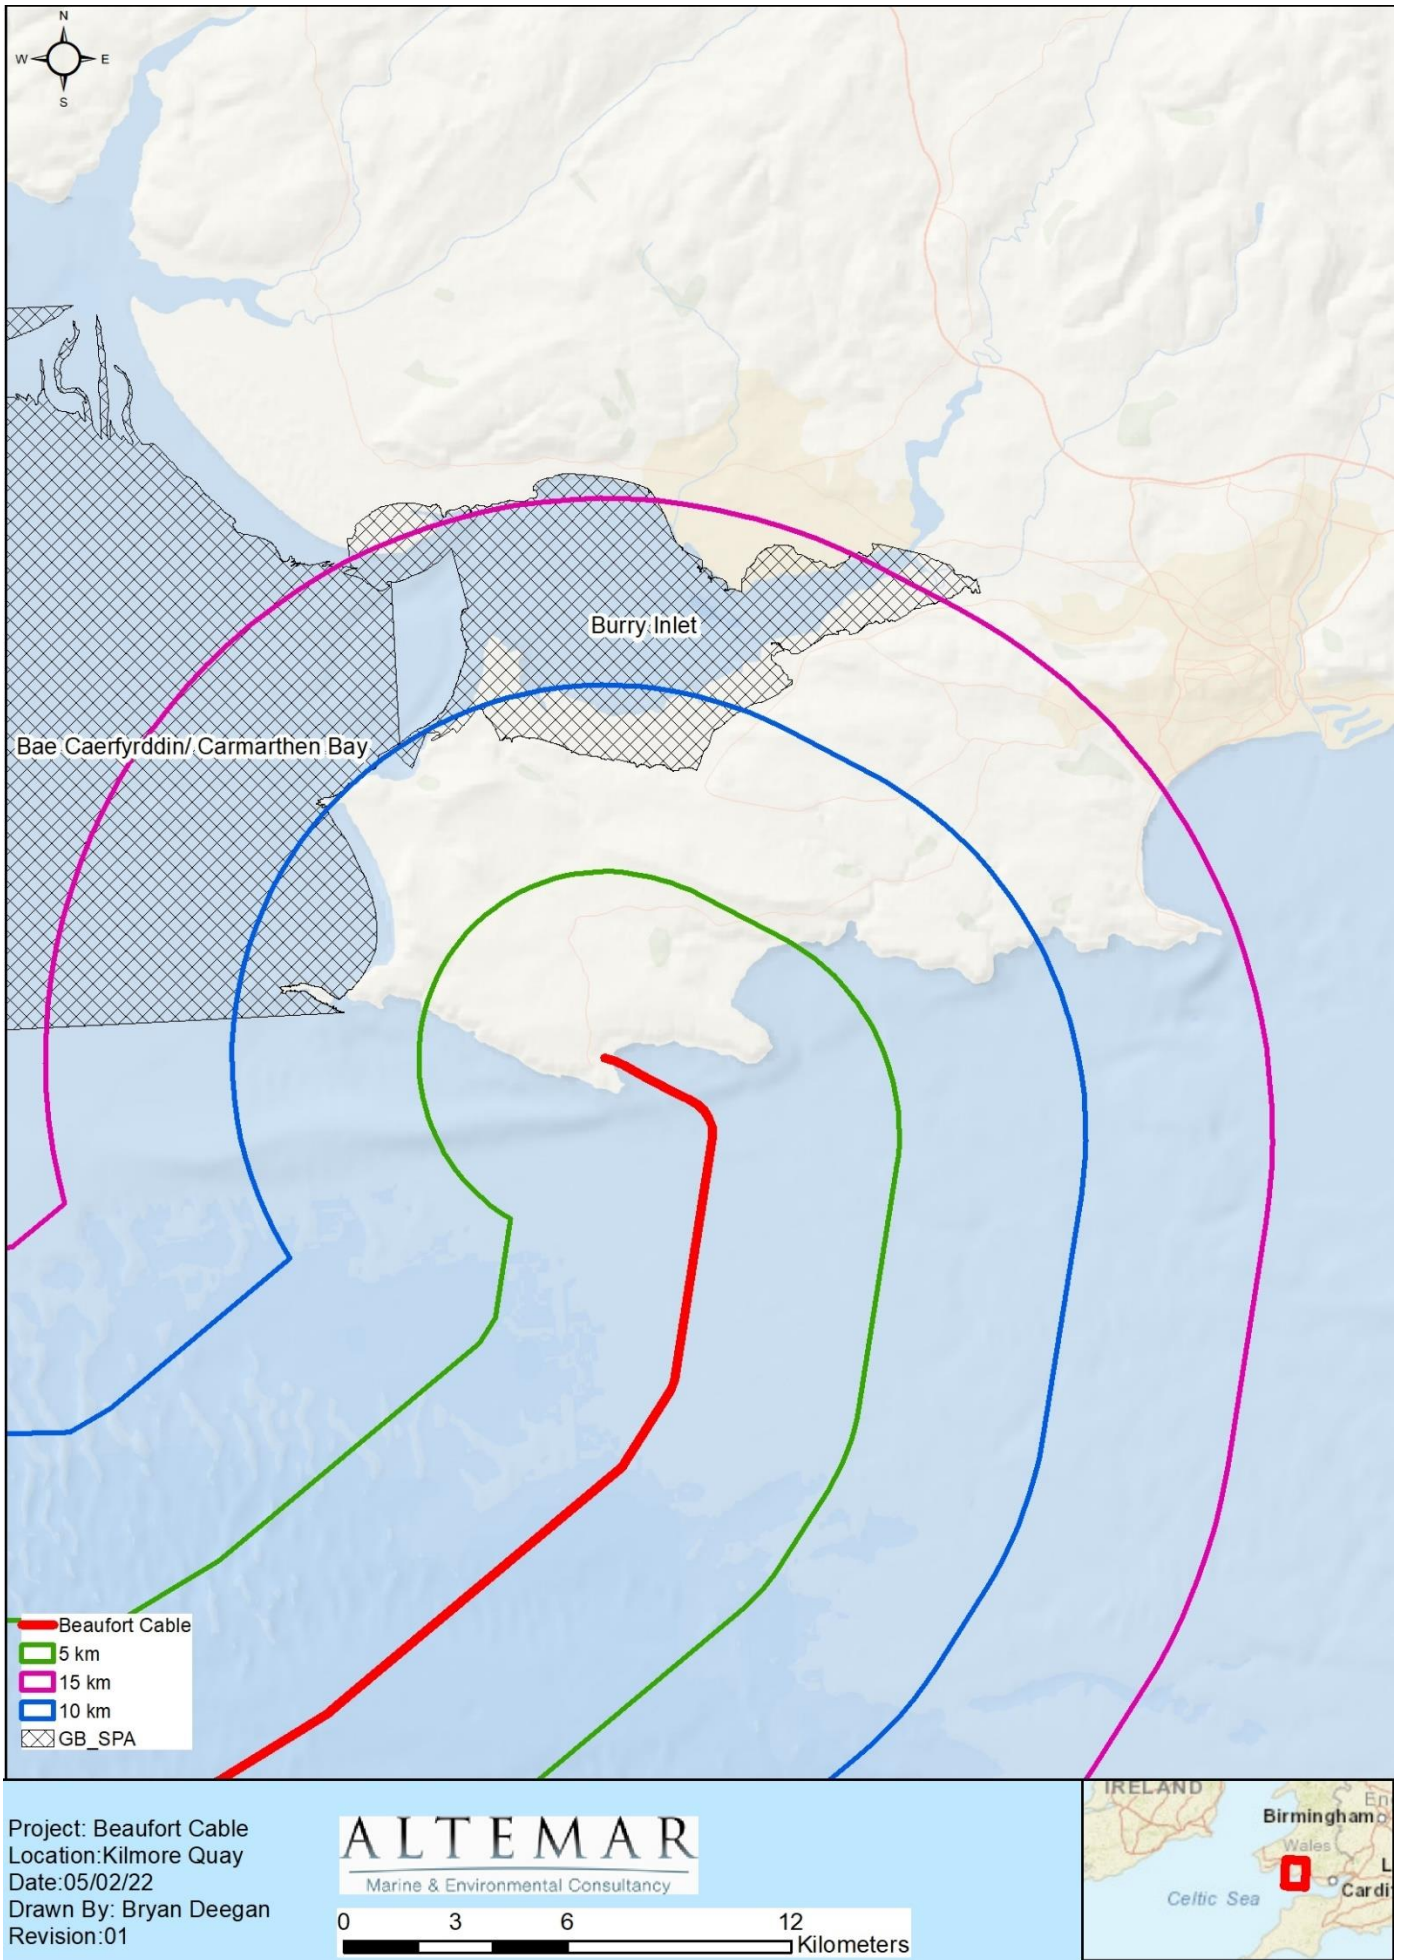 N
W E
S
Burry Inlet
Bae Caerfyrddin/ Carmarthen Bay
Beaufort Cable
5 km
15 km
10 km
GB_SPA
Project: Beaufort Cable
Location:Kilmore Quay
Date:05/02/22
Drawn By: Bryan Deegan
Revision:01
ALTEMAR
Marine & Environmental Consultancy
0 3 6 12
Kilometers
IRELAND
En
Birmingham
Wales
L
Cardif
Celtic Sea